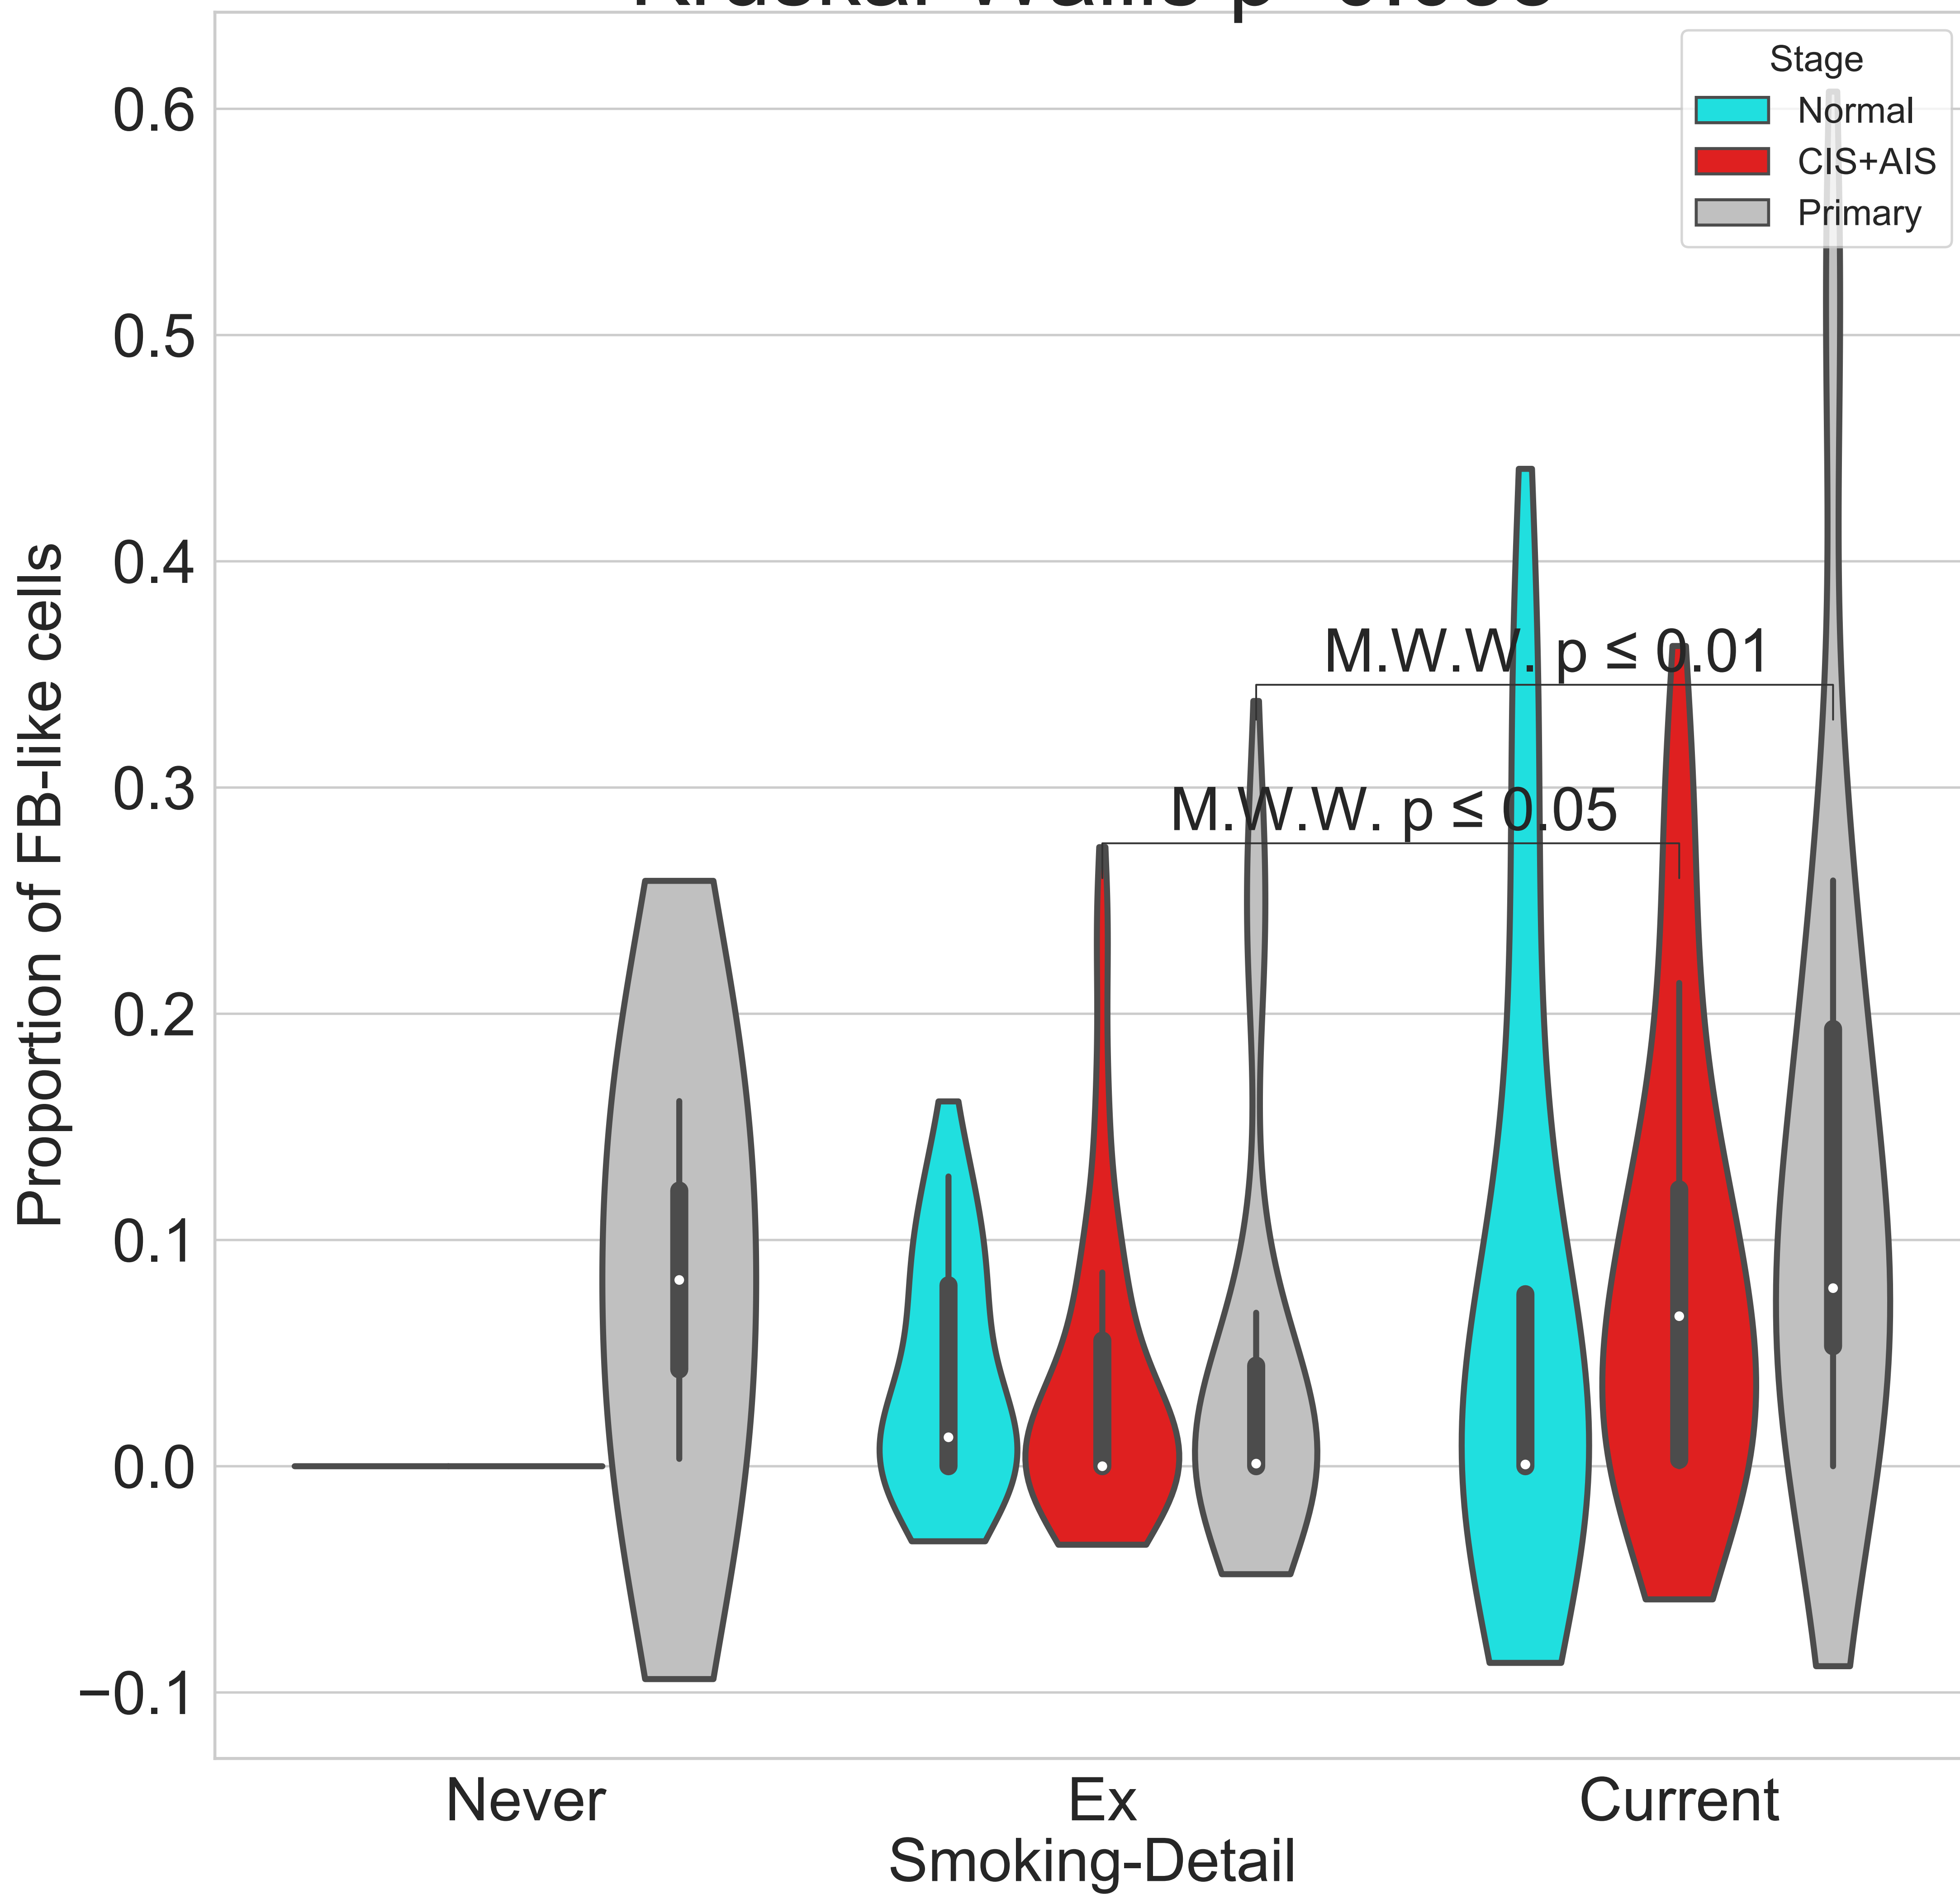 Stage
Normal
CIS+AIS
Primary
0.6
0.5
0.4
0.3
0.2
0.1
0.0
−0.1
Proportion of FB-like cells
M.W.W. p ≤ 0.01
M.W.W. p ≤ 0.05
Never
Ex
Current
Smoking-Detail